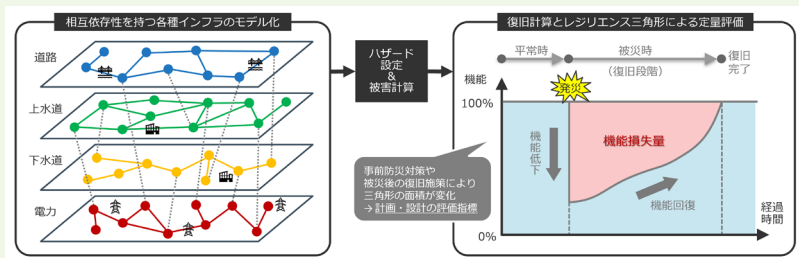 相互依存性を持つ各種インフラのモデル化
道路
上水道
下水道
電力
ハザード
設定
&
被害計算
復旧計算とレジリエンス三角形による定量評価
平常時
被災時
(復旧段階)
復旧
完了
機能
発災
100%
機能低下
機能損失量
機能回復
0%
経過
時間
事前防災対策や
被災後の復旧施策により
三角形の面積が変化
→ 計画・設計の評価指標